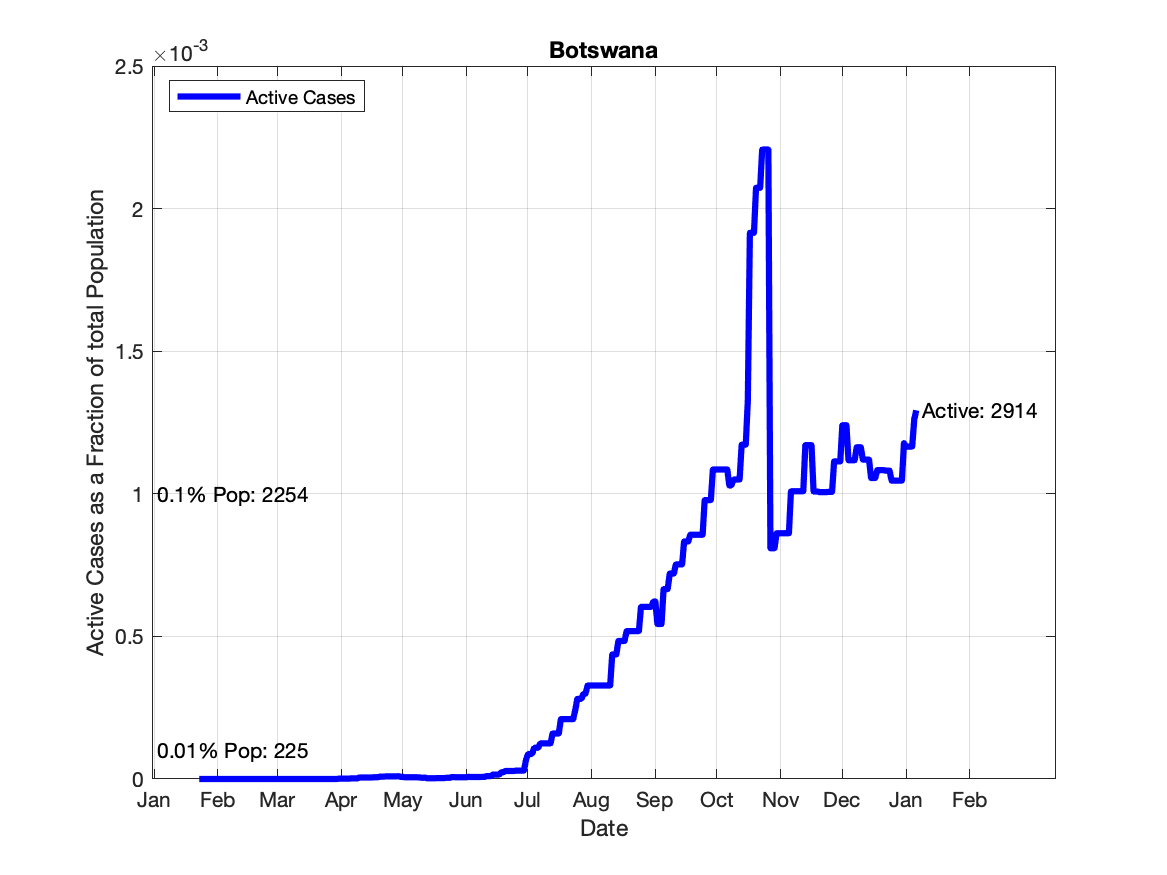 Botswana
×10-3
Active Cases
2.5
2
1.5
1
0.5
0
Active Cases as a Fraction of total Population
Active: 2914
0.1% Pop: 2254
0.01% Pop: 225
Jan Feb Mar Apr May Jun Jul Aug Sep Oct Nov Dec Jan Feb
Date